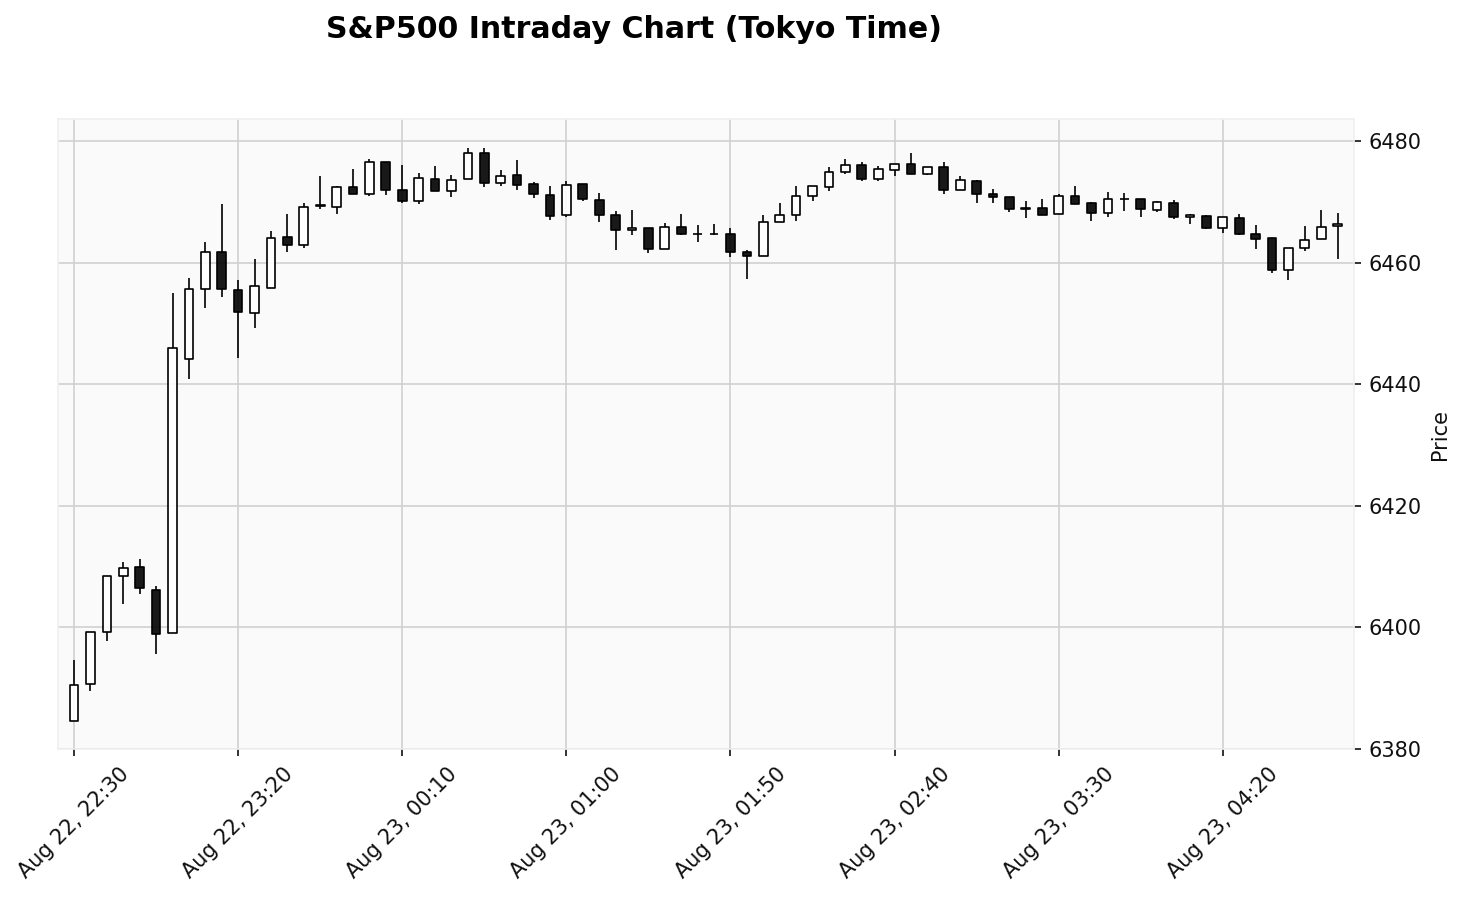 S&P500 Intraday Chart (Tokyo Time)
6480
6460
6440
6420
6400
6380
Price
Aug 22, 22:30
Aug 22, 23:20
Aug 23, 00:10
Aug 23, 01:00
Aug 23, 01:50
Aug 23, 02:40
Aug 23, 03:30
Aug 23, 04:20